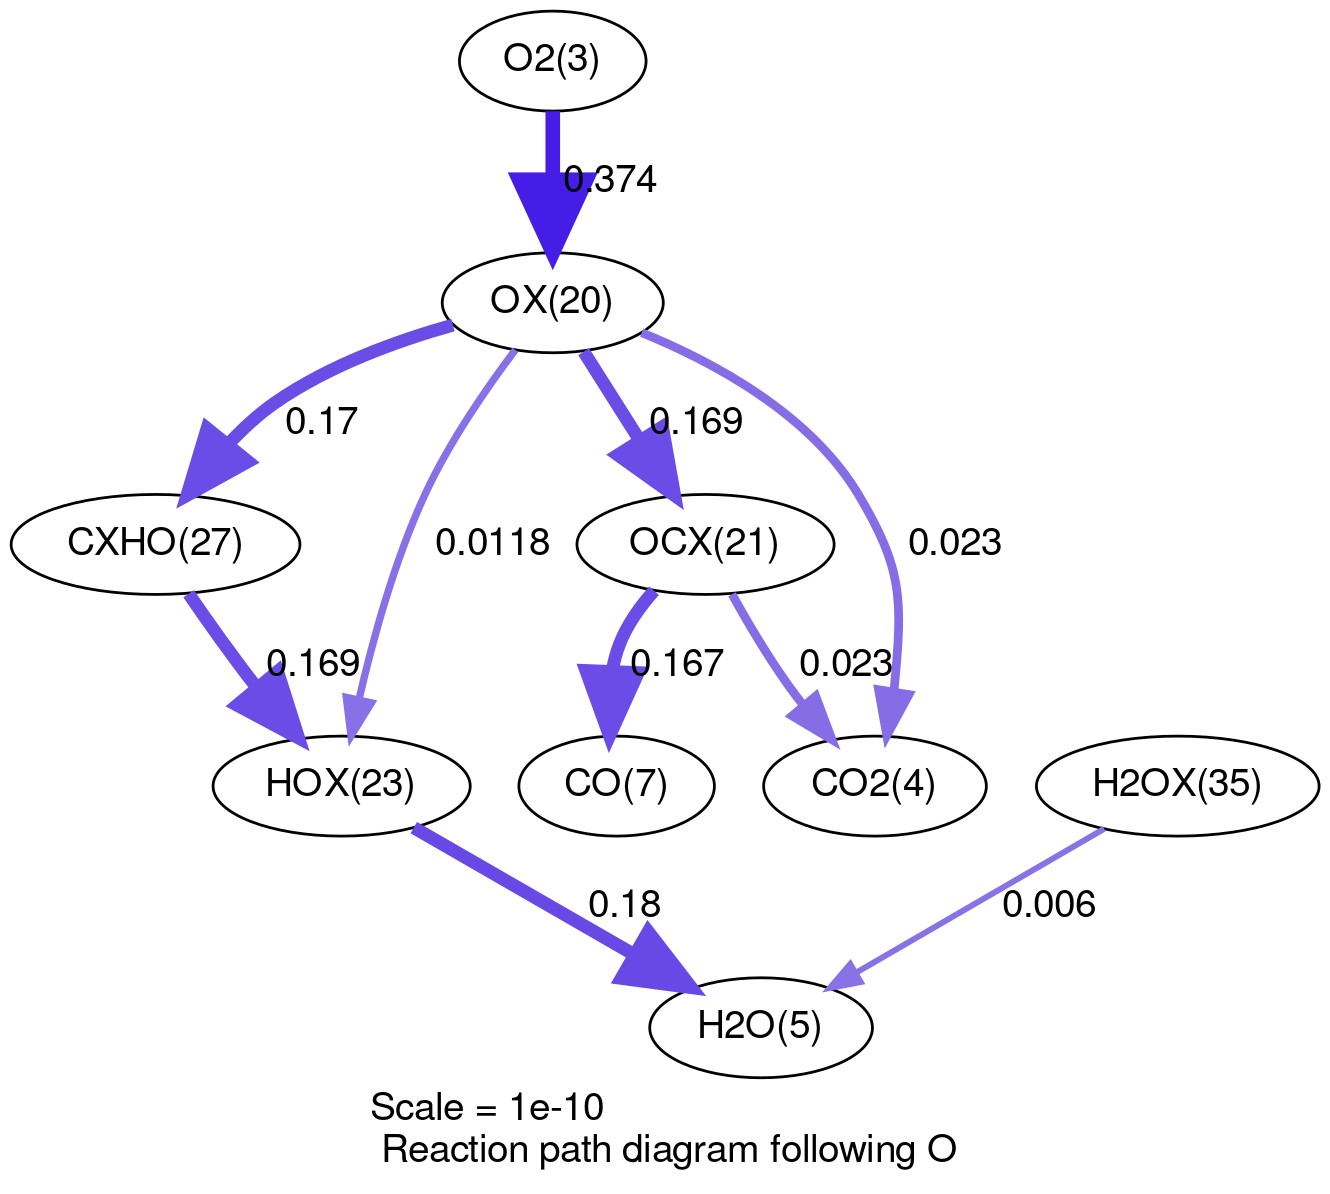 O2(3)
0.374
OX(20)
0.17
0.169
CXHO(27)
0.0118
OCX(21)
0.023
0.169
0.167
0.023
HOX(23)
CO(7)
CO2(4)
H2OX(35)
0.18
0.006
H2O(5)
Scale = 1e-10
Reaction path diagram following O